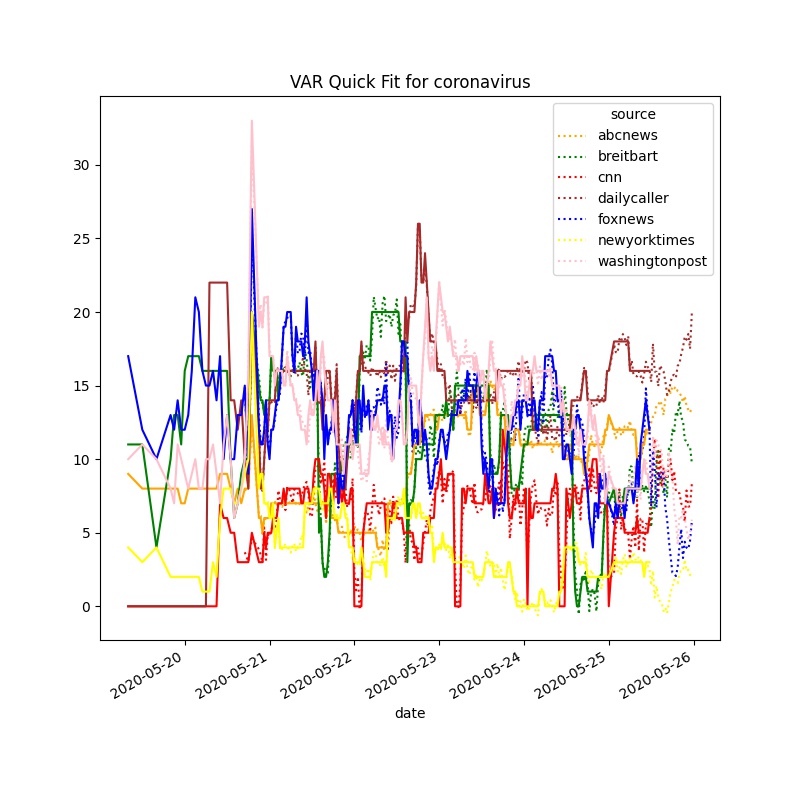 VAR Quick Fit for coronavirus
source
abcnews
breitbart
cnn
dailycaller
foxnews
newyorktimes
washingtonpost
30
25
20
15
10
5
0
2020-05-20
2020-05-21
2020-05-22
2020-05-23
2020-05-24
2020-05-25
2020-05-26
date